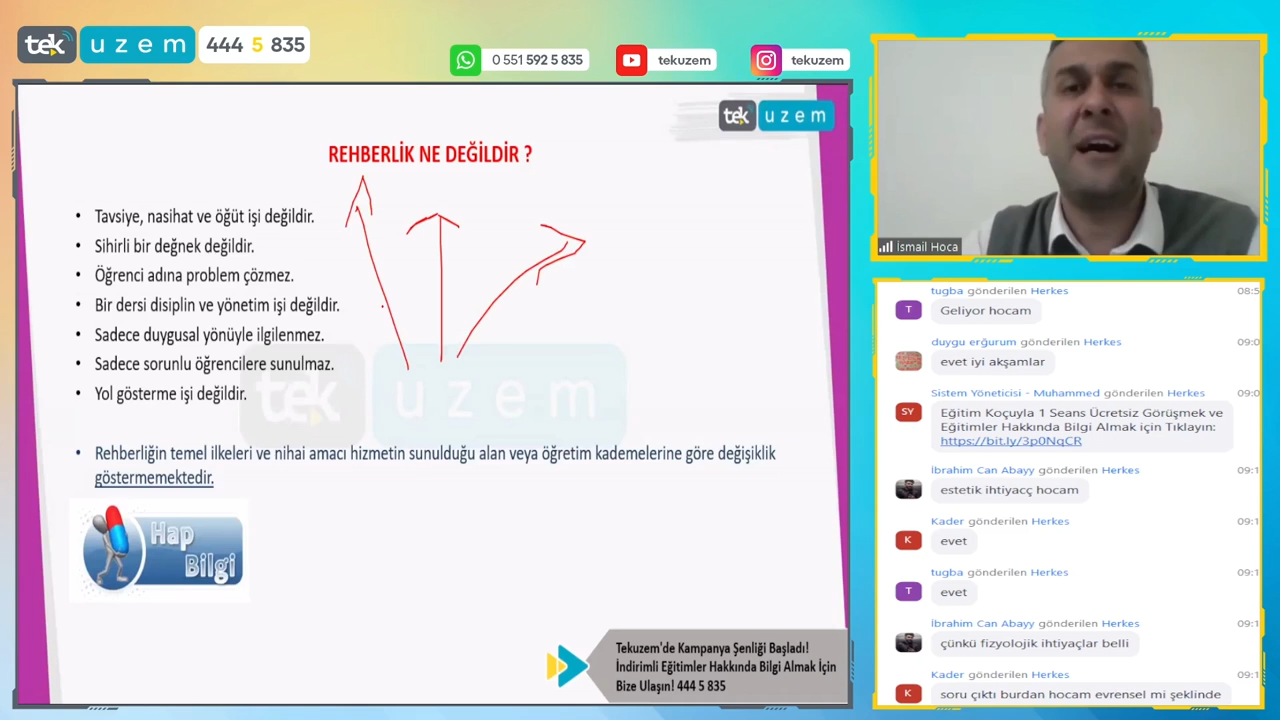 tek uzem 444 5 835
0 551 592 5 835
tekuzem
tekuzem
tek uzem
REHBERLİK NE DEĞİLDİR ?
• Tavsiye, nasihat ve öğüt işi değildir.
• Sihirli bir değnek değildir.
• Öğrenci adına problem çözmez.
• Bir dersi disiplin ve yönetim işi değildir.
• Sadece duygusal yönüyle ilgilenmez.
• Sadece sorunlu öğrencilere sunulmaz.
• Yol gösterme işi değildir.
tek uzem
• Rehberliğin temel ilkeleri ve nihai amacı hizmetin sunulduğu alan veya öğretim kademelerine göre değişiklik
göstermemektedir.
Hap
Bilgi
Tekuzem'de Kampanya Şenliği Başladı!
İndirimli Eğitimler Hakkında Bilgi Almak İçin
Bize Ulaşın! 444 5 835
İsmail Hoca
tugba gönderilen Herkes
T
Geliyor hocam
duygu erğurum gönderilen Herkes
evet iyi akşamlar
Sistem Yöneticisi - Muhammed gönderilen Herkes
SY
Eğitim Koçuyla 1 Seans Ücretsiz Görüşmek ve
Eğitimler Hakkında Bilgi Almak için Tıklayın:
https://bit.ly/3p0NqCR
İbrahim Can Abayy gönderilen Herkes
estetik ihtiyacç hocam
Kader gönderilen Herkes
K
evet
tugba gönderilen Herkes
T
evet
İbrahim Can Abayy gönderilen Herkes
çünkü fizyolojik ihtiyaçlar belli
Kader gönderilen Herkes
K
soru çıktı burdan hocam evrensel mi şeklinde